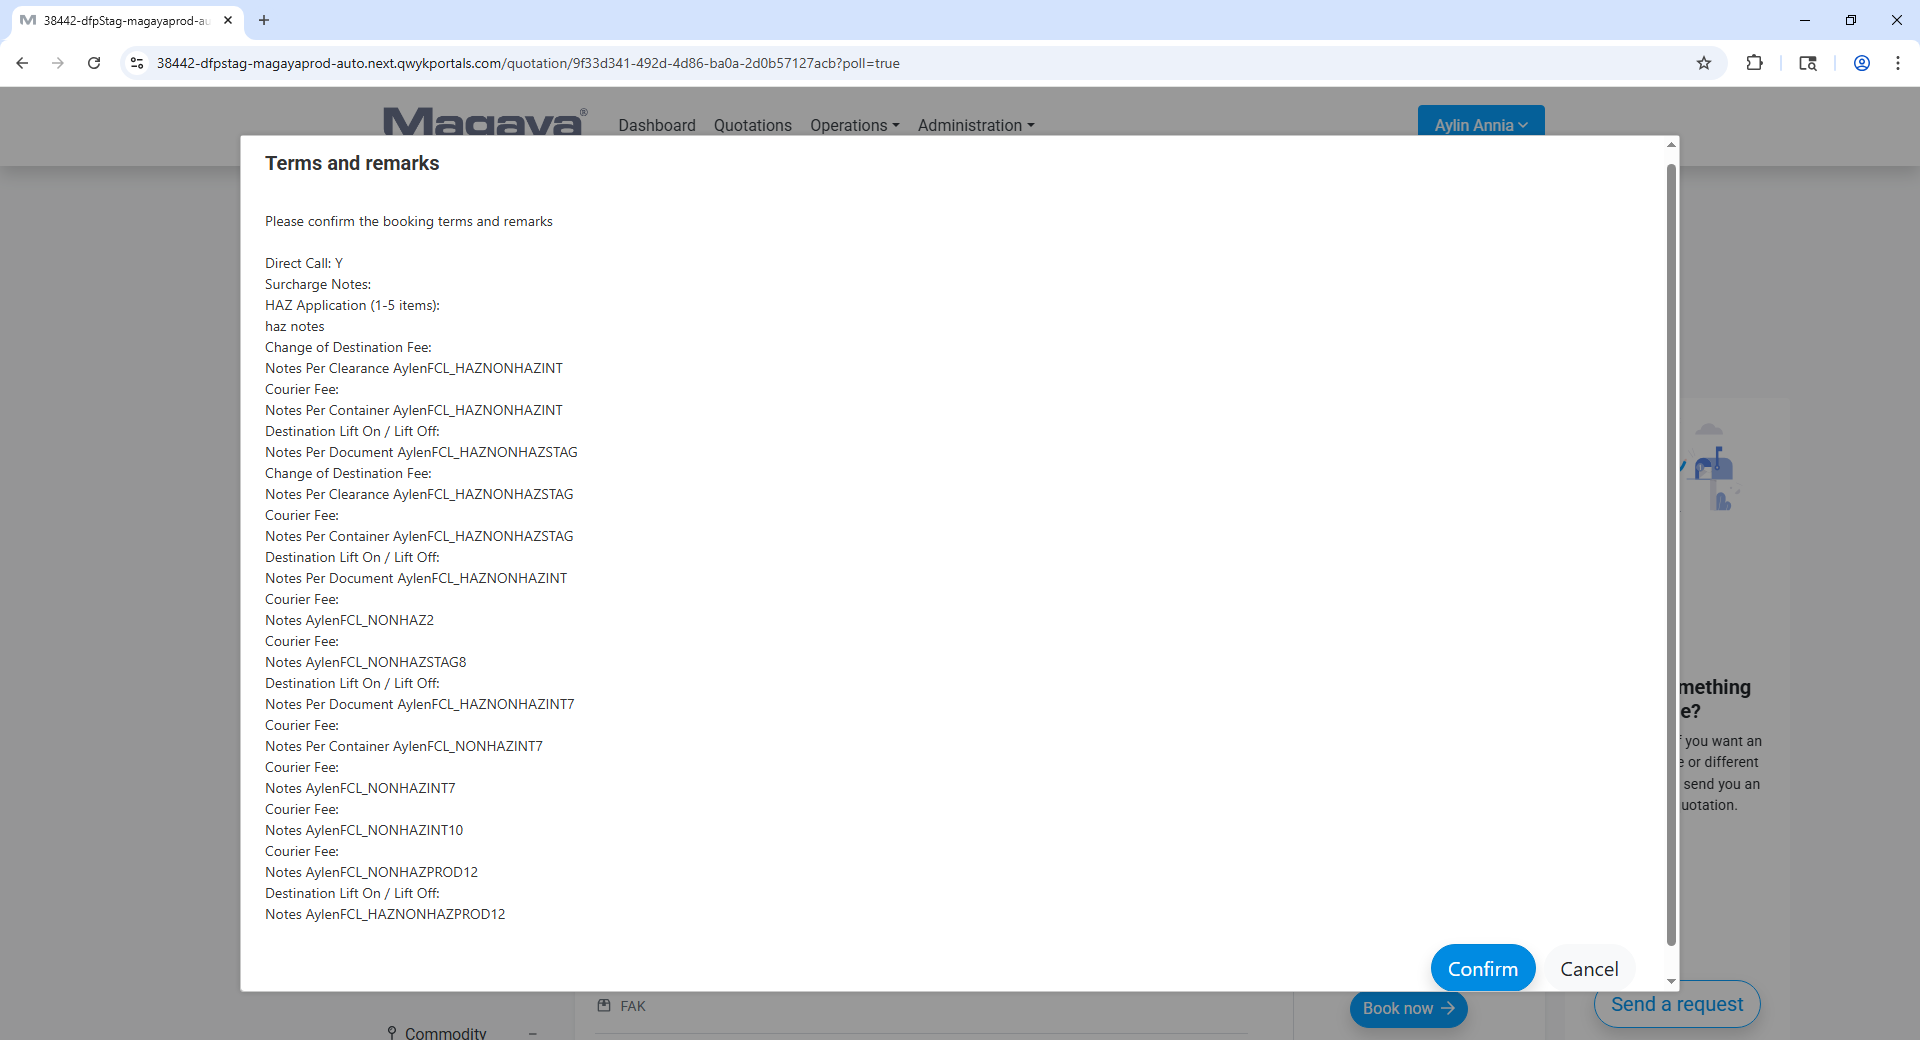 38442-dfpStag-magayaprod-au
38442-dfpstag-magayaprod-auto.next.qwykportals.com/quotation/9f33d341-492d-4d86-ba0a-2d0b57127acb?poll=true
Magaya®
Dashboard
Quotations
Operations
Administration
Aylin Annia
Terms and remarks
Please confirm the booking terms and remarks
Direct Call: Y
Surcharge Notes:
HAZ Application (1-5 items):
haz notes
Change of Destination Fee:
Notes Per Clearance AylenFCL_HAZNONHAZINT
Courier Fee:
Notes Per Container AylenFCL_HAZNONHAZINT
Destination Lift On / Lift Off:
Notes Per Document AylenFCL_HAZNONHAZSTAG
Change of Destination Fee:
Notes Per Clearance AylenFCL_HAZNONHAZSTAG
Courier Fee:
Notes Per Container AylenFCL_HAZNONHAZSTAG
Destination Lift On / Lift Off:
Notes Per Document AylenFCL_HAZNONHAZINT
Courier Fee:
Notes AylenFCL_NONHAZ2
Courier Fee:
Notes AylenFCL_NONHAZSTAG8
Destination Lift On / Lift Off:
Notes Per Document AylenFCL_HAZNONHAZINT7
Courier Fee:
Notes Per Container AylenFCL_NONHAZINT7
Courier Fee:
Notes AylenFCL_NONHAZINT7
Courier Fee:
Notes AylenFCL_NONHAZINT10
Courier Fee:
Notes AylenFCL_NONHAZPROD12
Destination Lift On / Lift Off:
Notes AylenFCL_HAZNONHAZPROD12
Confirm
Cancel
mething
e?
you want an
e or different
send you an
uotation.
FAK
Book now
Send a request
Commodity